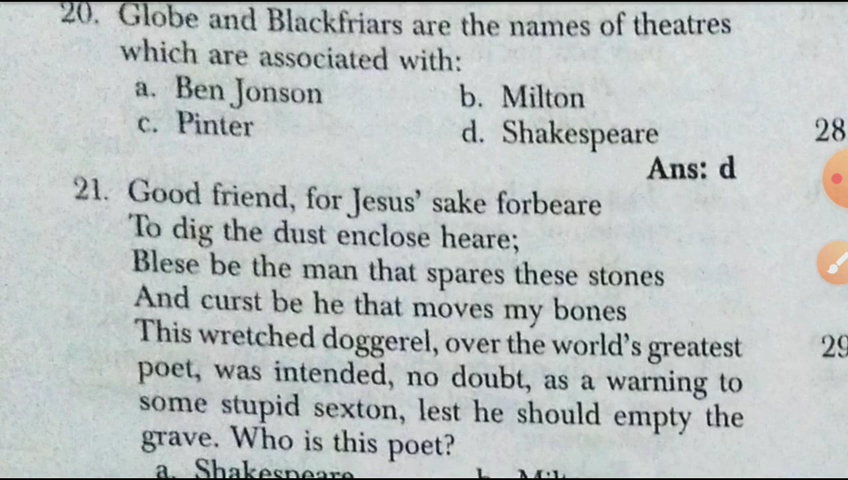 20. Globe and Blackfriars are the names of theatres
which are associated with:
a. Ben Jonson b. Milton
c. Pinter d. Shakespeare
28
Ans: d
21. Good friend, for Jesus' sake forbeare
To dig the dust enclose heare;
Blese be the man that spares these stones
And curst be he that moves my bones
This wretched doggerel, over the world's greatest
29
poet, was intended, no doubt, as a warning to
some stupid sexton, lest he should empty the
grave. Who is this poet?
a. Shakespeare